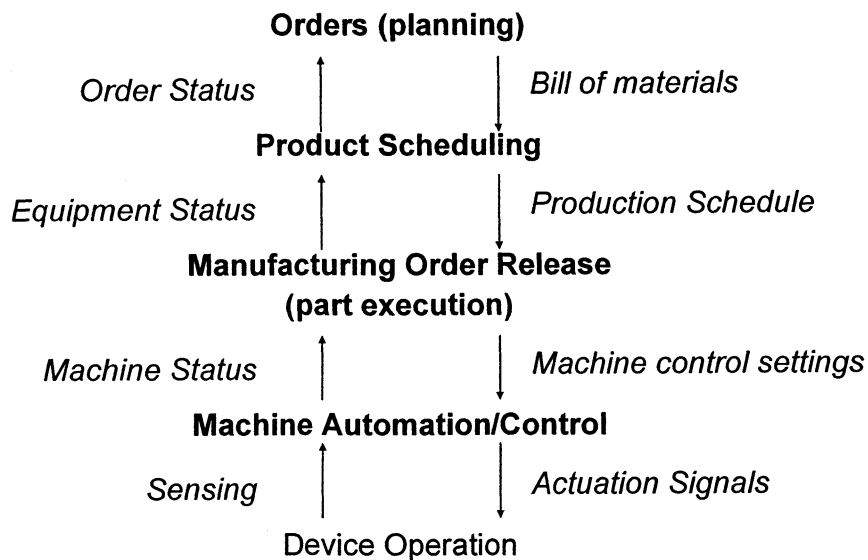 Orders (planning)
Order Status
Bill of materials
Product Scheduling
Equipment Status
Production Schedule
Manufacturing Order Release
(part execution)
Machine Status
Machine control settings
Machine Automation/Control
Sensing
Actuation Signals
Device Operation